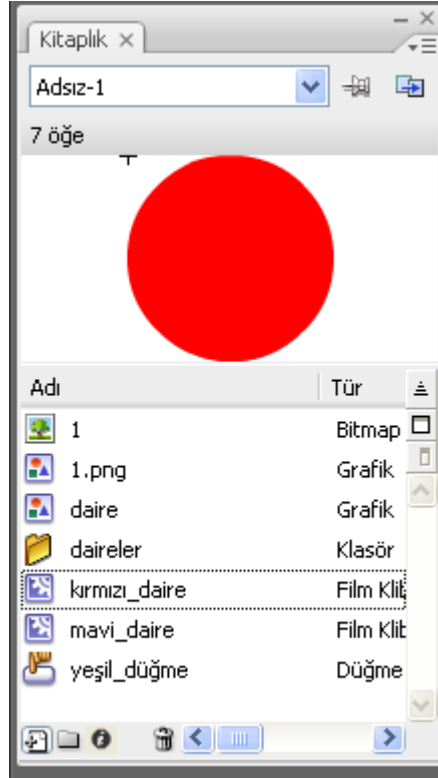 Kitaplık
Adsız-1
7 öğe
Adı Tür
1 Bitmap
1.png Grafik
daire Grafik
daireler Klasör
kırmızı_daire Film Klib
mavi_daire Film Klib
yeşil_düğme Düğme